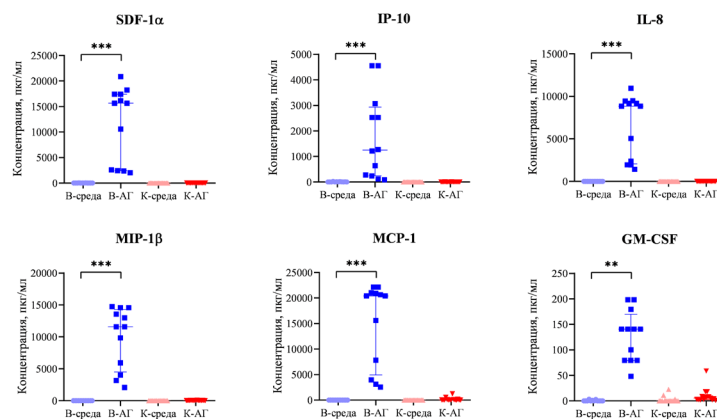 SDF-1α
Концентрация, пкг/мл
25000
20000
15000
10000
5000
0
***
В-среда В-АГ К-среда К-АГ
IP-10
Концентрация, пкг/мл
5000
4000
3000
2000
1000
0
***
В-среда В-АГ К-среда К-АГ
IL-8
Концентрация, пкг/мл
15000
10000
5000
0
***
В-среда В-АГ К-среда К-АГ
MIP-1β
Концентрация, пкг/мл
20000
15000
10000
5000
0
***
В-среда В-АГ К-среда К-АГ
MCP-1
Концентрация, пкг/мл
25000
20000
15000
10000
5000
0
***
В-среда В-АГ К-среда К-АГ
GM-CSF
Концентрация, пкг/мл
250
200
150
100
50
0
**
В-среда В-АГ К-среда К-АГ